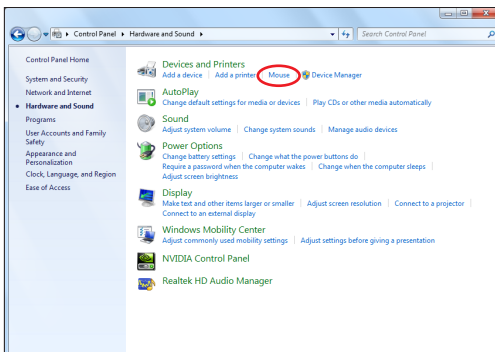 Control Panel Hardware and Sound Search Control Panel
Control Panel Home
System and Security
Network and Internet
Hardware and Sound
Programs
User Accounts and Family
Safety
Appearance and
Personalization
Clock, Language, and Region
Ease of Access
Devices and Printers
Add a device Add a printer Mouse Device Manager
AutoPlay
Change default settings for media or devices Play CDs or other media automatically
Sound
Adjust system volume Change system sounds Manage audio devices
Power Options
Change battery settings Change what the power buttons do
Require a password when the computer wakes Change when the computer sleeps
Adjust screen brightness
Display
Make text and other items larger or smaller Adjust screen resolution Connect to a projector
Connect to an external display
Windows Mobility Center
Adjust commonly used mobility settings Adjust settings before giving a presentation
NVIDIA Control Panel
Realtek HD Audio Manager